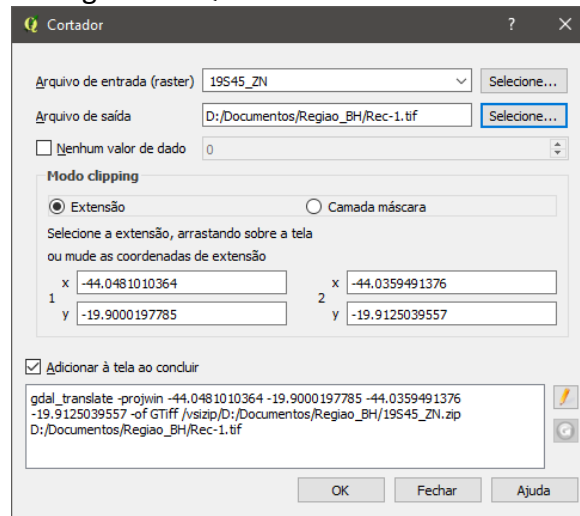 Cortador ? ×
Arquivo de entrada (raster) 19S45_ZN Selecione...
Arquivo de saída D:/Documentos/Regiao_BH/Rec-1.tif Selecione...
Nenhum valor de dado 0
Modo clipping
Extensão Camada máscara
Selecione a extensão, arrastando sobre a tela
ou mude as coordenadas de extensão
x -44.0481010364 x -44.0359491376
1 2
y -19.9000197785 y -19.9125039557
Adicionar à tela ao concluir
gdal_translate -projwin -44.0481010364 -19.9000197785 -44.0359491376
-19.9125039557 -of GTiff /vsizip/D:/Documentos/Regiao_BH/19S45_ZN.zip
D:/Documentos/Regiao_BH/Rec-1.tif
OK Fechar Ajuda